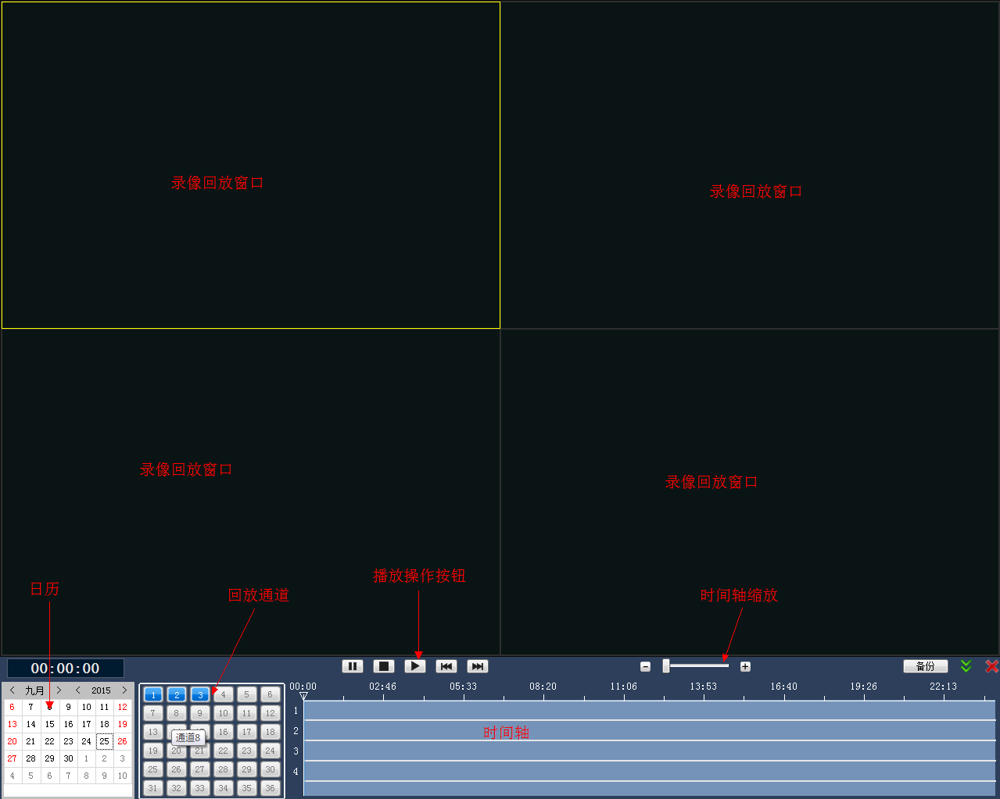 录像回放窗口
录像回放窗口
录像回放窗口
录像回放窗口
日历
回放通道
播放操作按钮
时间轴缩放
00:00:00
备份
< 九月 > < 2015 >
6 7 8 9 10 11 12
13 14 15 16 17 18 19
20 21 22 23 24 25 26
27 28 29 30 1 2 3
4 5 6 7 8 9 10
1 2 3 4 5 6
7 8 9 10 11 12
13 16 17 18
通道8
19 20 21 22 23 24
25 26 27 28 29 30
31 32 33 34 35 36
00:00 02:46 05:33 08:20 11:06 13:53 16:40 19:26 22:13
1
2
时间轴
3
4